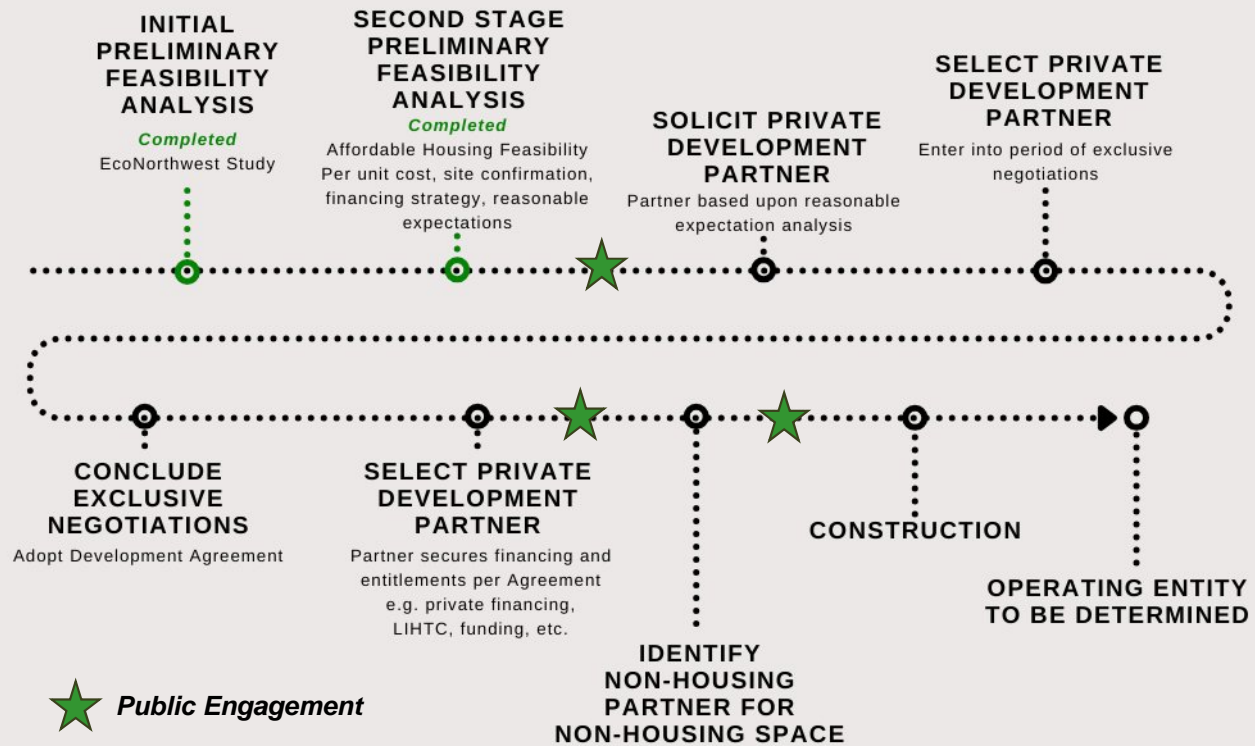 INITIAL
PRELIMINARY
FEASIBILITY
ANALYSIS
Completed
EcoNorthwest Study
SECOND STAGE
PRELIMINARY
FEASIBILITY
ANALYSIS
Completed
Affordable Housing Feasibility
Per unit cost, site confirmation,
financing strategy, reasonable
expectations
SOLICIT PRIVATE
DEVELOPMENT
PARTNER
Partner based upon reasonable
expectation analysis
SELECT PRIVATE
DEVELOPMENT
PARTNER
Enter into period of exclusive
negotiations
CONCLUDE
EXCLUSIVE
NEGOTIATIONS
Adopt Development Agreement
SELECT PRIVATE
DEVELOPMENT
PARTNER
Partner secures financing and
entitlements per Agreement
e.g. private financing,
LIHTC, funding, etc.
IDENTIFY
NON-HOUSING
PARTNER FOR
NON-HOUSING SPACE
CONSTRUCTION
OPERATING ENTITY
TO BE DETERMINED
Public Engagement